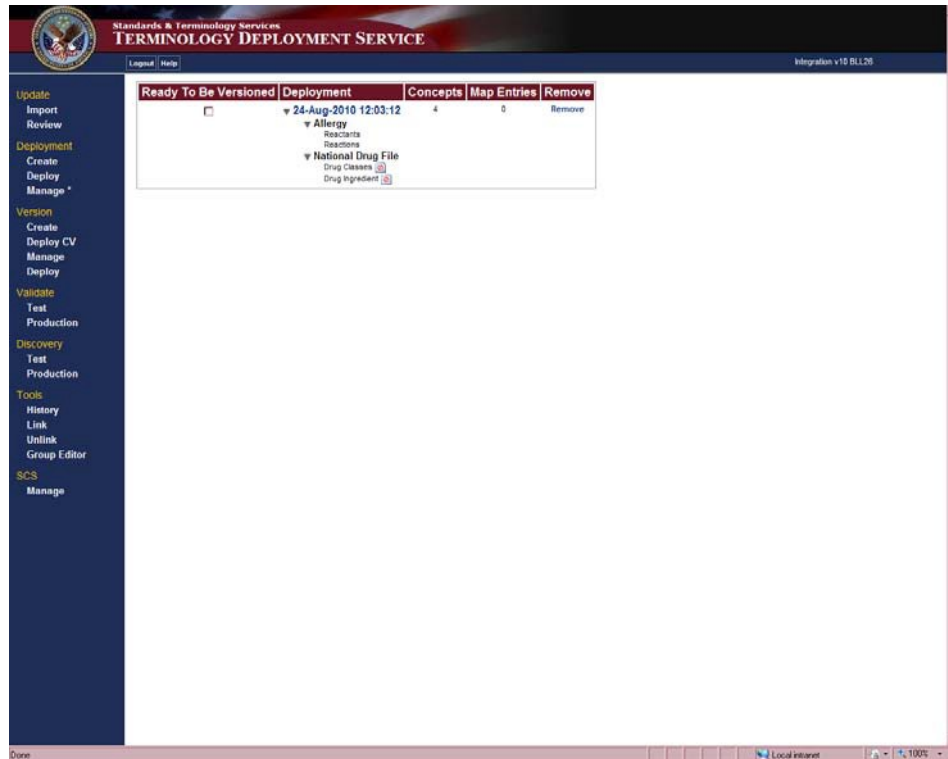 Standards & Terminology Services
TERMINOLOGY DEPLOYMENT SERVICE
Logout Help
Integration v10 BLL26
Update
Import
Review
Deployment
Create
Deploy
Manage *
Version
Create
Deploy CV
Manage
Deploy
Validate
Test
Production
Discovery
Test
Production
Tools
History
Link
Unlink
Group Editor
SCS
Manage
Ready To Be Versioned Deployment Concepts Map Entries Remove
24-Aug-2010 12:03:12 4 0 Remove
Allergy
Reactants
Reactions
National Drug File
Drug Classes
Drug Ingredient
Done Local intranet 100%